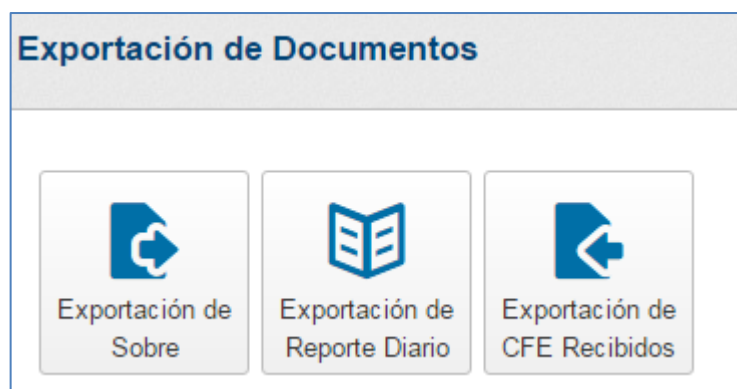 Exportación de Documentos
Exportación de
Sobre
Exportación de
Reporte Diario
Exportación de
CFE Recibidos